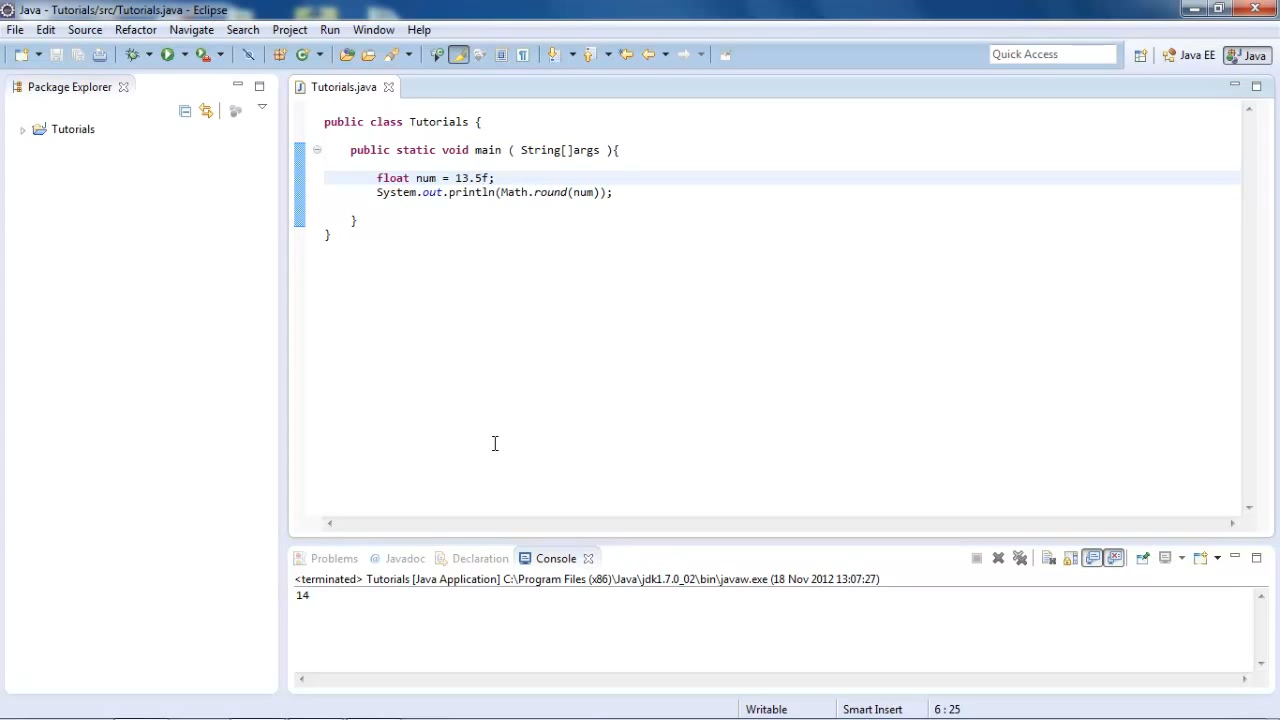 Java - Tutorials/src/Tutorials.java - Eclipse
File Edit Source Refactor Navigate Search Project Run Window Help
Quick Access Java EE Java
Package Explorer
Tutorials
Tutorials.java
public class Tutorials {
public static void main ( String[]args ){
float num = 13.5f;
System.out.println(Math.round(num));
}
}
Problems @ Javadoc Declaration Console
<terminated> Tutorials [Java Application] C:\Program Files (x86)\Java\jdk1.7.0_02\bin\javaw.exe (18 Nov 2012 13:07:27)
14
Writable Smart Insert 6 : 25